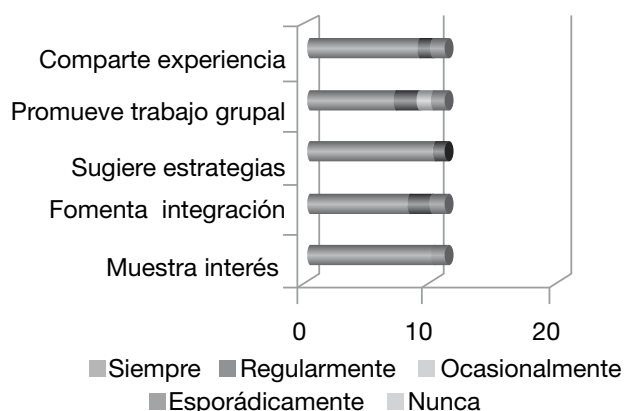 Comparte experiencia
Promueve trabajo grupal
Sugiere estrategias
Fomenta integración
Muestra interés
0 10 20
Siempre Regularmente Ocasionalmente
Esporádicamente Nunca